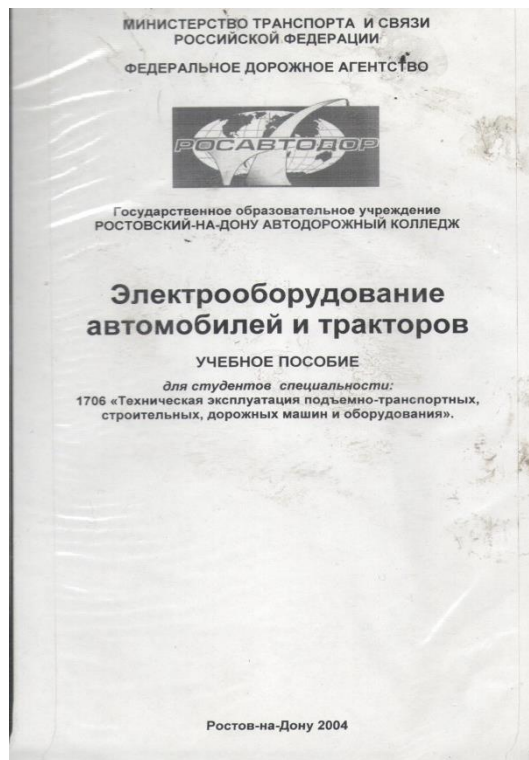 МИНИСТЕРСТВО ТРАНСПОРТА И СВЯЗИ
РОССИЙСКОЙ ФЕДЕРАЦИИ
ФЕДЕРАЛЬНОЕ ДОРОЖНОЕ АГЕНТСТВО
РОСАВТОДОР
Государственное образовательное учреждение
РОСТОВСКИЙ-НА-ДОНУ АВТОДОРОЖНЫЙ КОЛЛЕДЖ
Электрооборудование
автомобилей и тракторов
УЧЕБНОЕ ПОСОБИЕ
для студентов специальности:
1706 «Техническая эксплуатация подъемно-транспортных,
строительных, дорожных машин и оборудования».
Ростов-на-Дону 2004